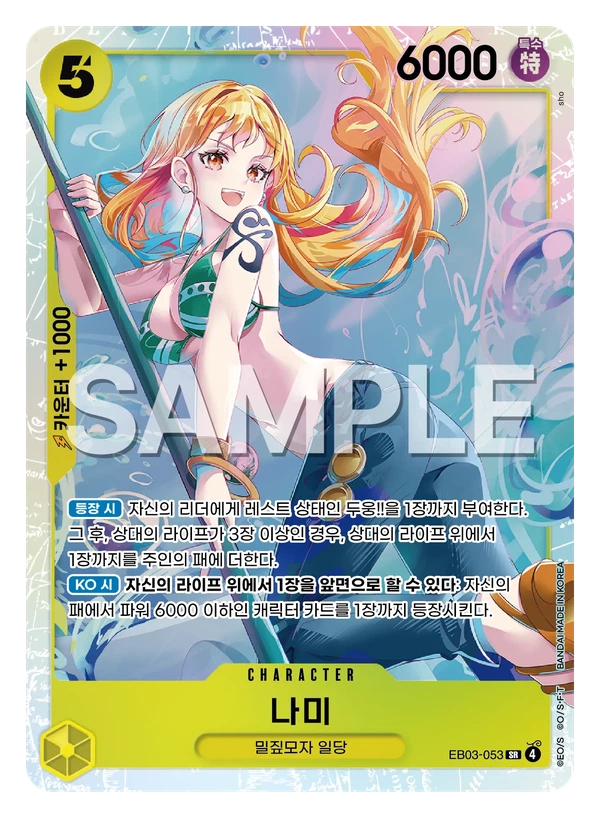 5
6000
특수
特
sho
카운터 +1000
SAMPLE
등장 시 자신의 리더에게 레스트 상태인 두웅!!을 1장까지 부여한다.
그 후, 상대의 라이프가 3장 이상인 경우, 상대의 라이프 위에서
1장까지를 주인의 패에 더한다.
KO 시 자신의 라이프 위에서 1장을 앞면으로 할 수 있다: 자신의
패에서 파워 6000 이하인 캐릭터 카드를 1장까지 등장시킨다.
CHARACTER
나미
밀짚모자 일당
EB03-053 SR 4
©E.O/S ©O/S·F·T BANDAI MADE IN KOREA